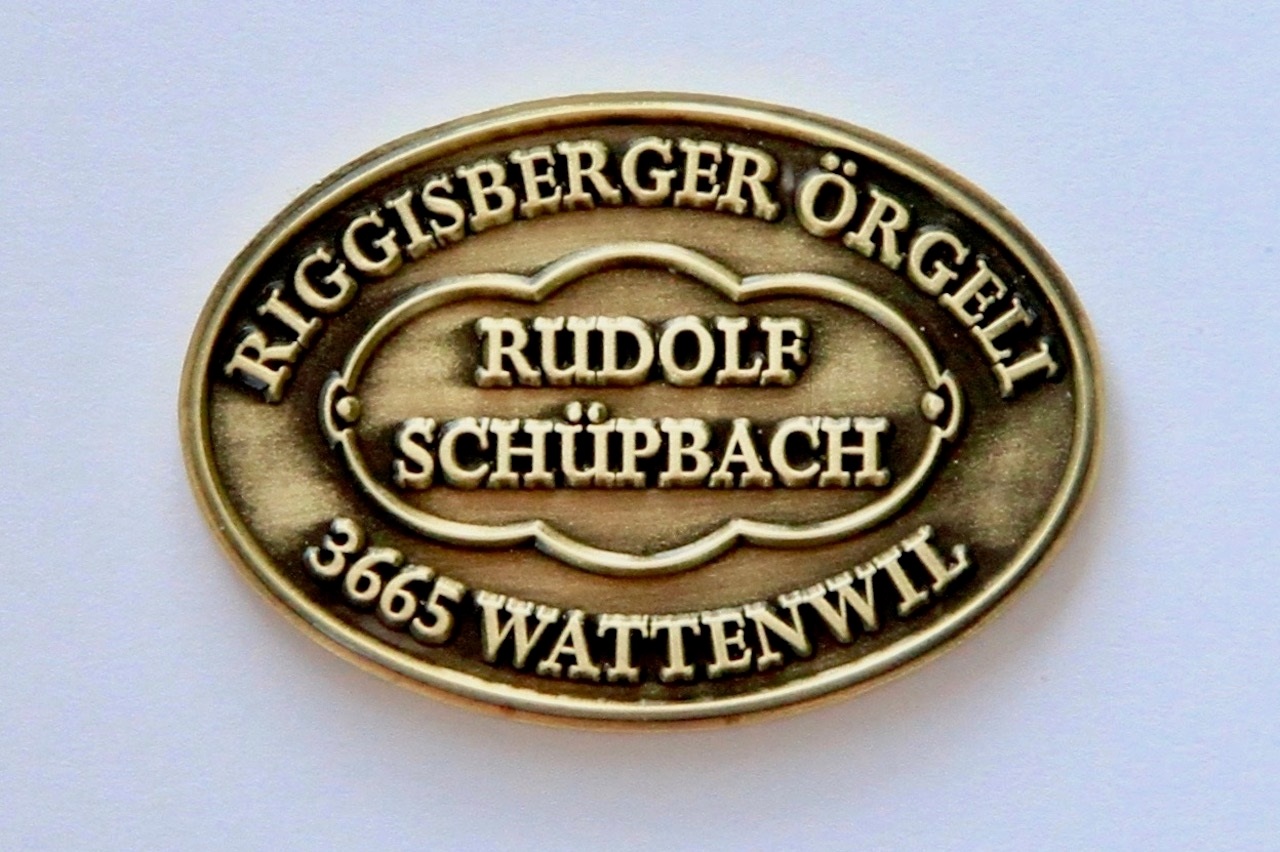 RIGGISBERGER ÖRGELI
RUDOLF
SCHÜPBACH
3665 WATTENWIL